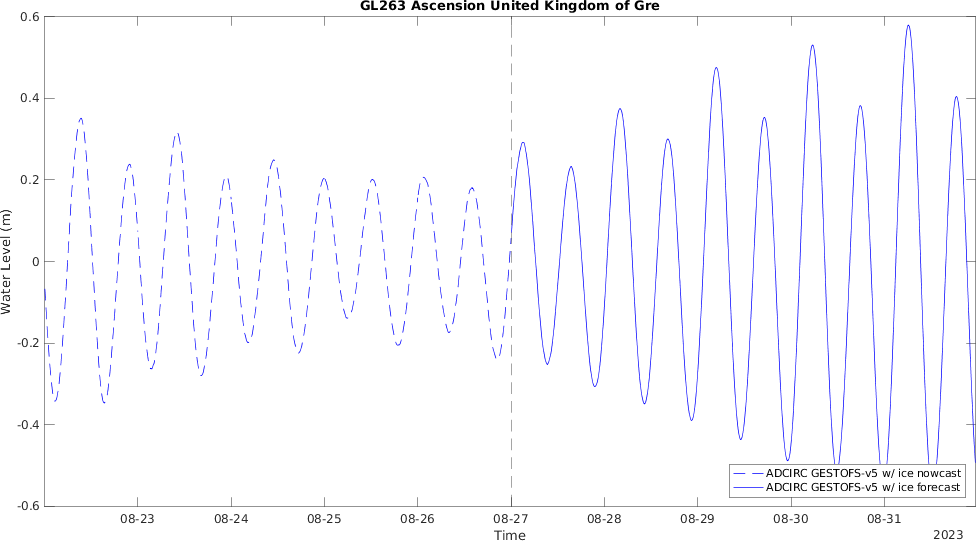 GL263 Ascension United Kingdom of Gre
Water Level (m)
0.6
0.4
0.2
0
-0.2
-0.4
-0.6
ADCIRC GESTOFS-v5 w/ ice nowcast
ADCIRC GESTOFS-v5 w/ ice forecast
08-23 08-24 08-25 08-26 08-27 08-28 08-29 08-30 08-31
Time
2023